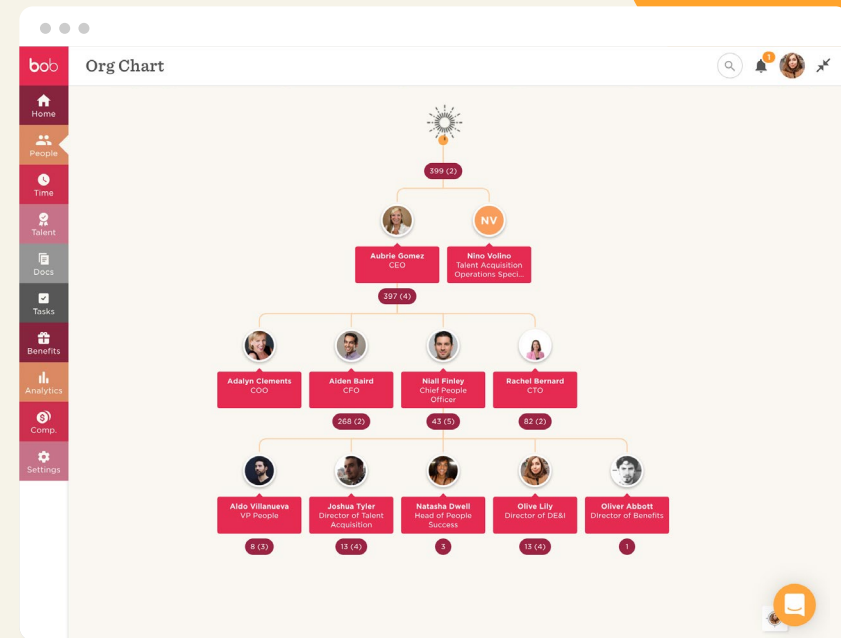 bob
Org Chart
1
Home
People
Time
Talent
Docs
Tasks
Benefits
Analytics
Comp.
Settings
399 (2)
NV
Aubrie Gomez
CEO
Nino Volino
Talent Acquisition
Operations Speci...
397 (4)
Adalyn Clements
COO
Aiden Baird
CFO
Niall Finley
Chief People
Officer
Rachel Bernard
CTO
268 (2)
43 (5)
82 (2)
Aldo Villanueva
VP People
Joshua Tyler
Director of Talent
Acquisition
Natasha Dwell
Head of People
Success
Olive Lily
Director of DE&I
Oliver Abbott
Director of Benefits
8 (3)
13 (4)
3
13 (4)
1